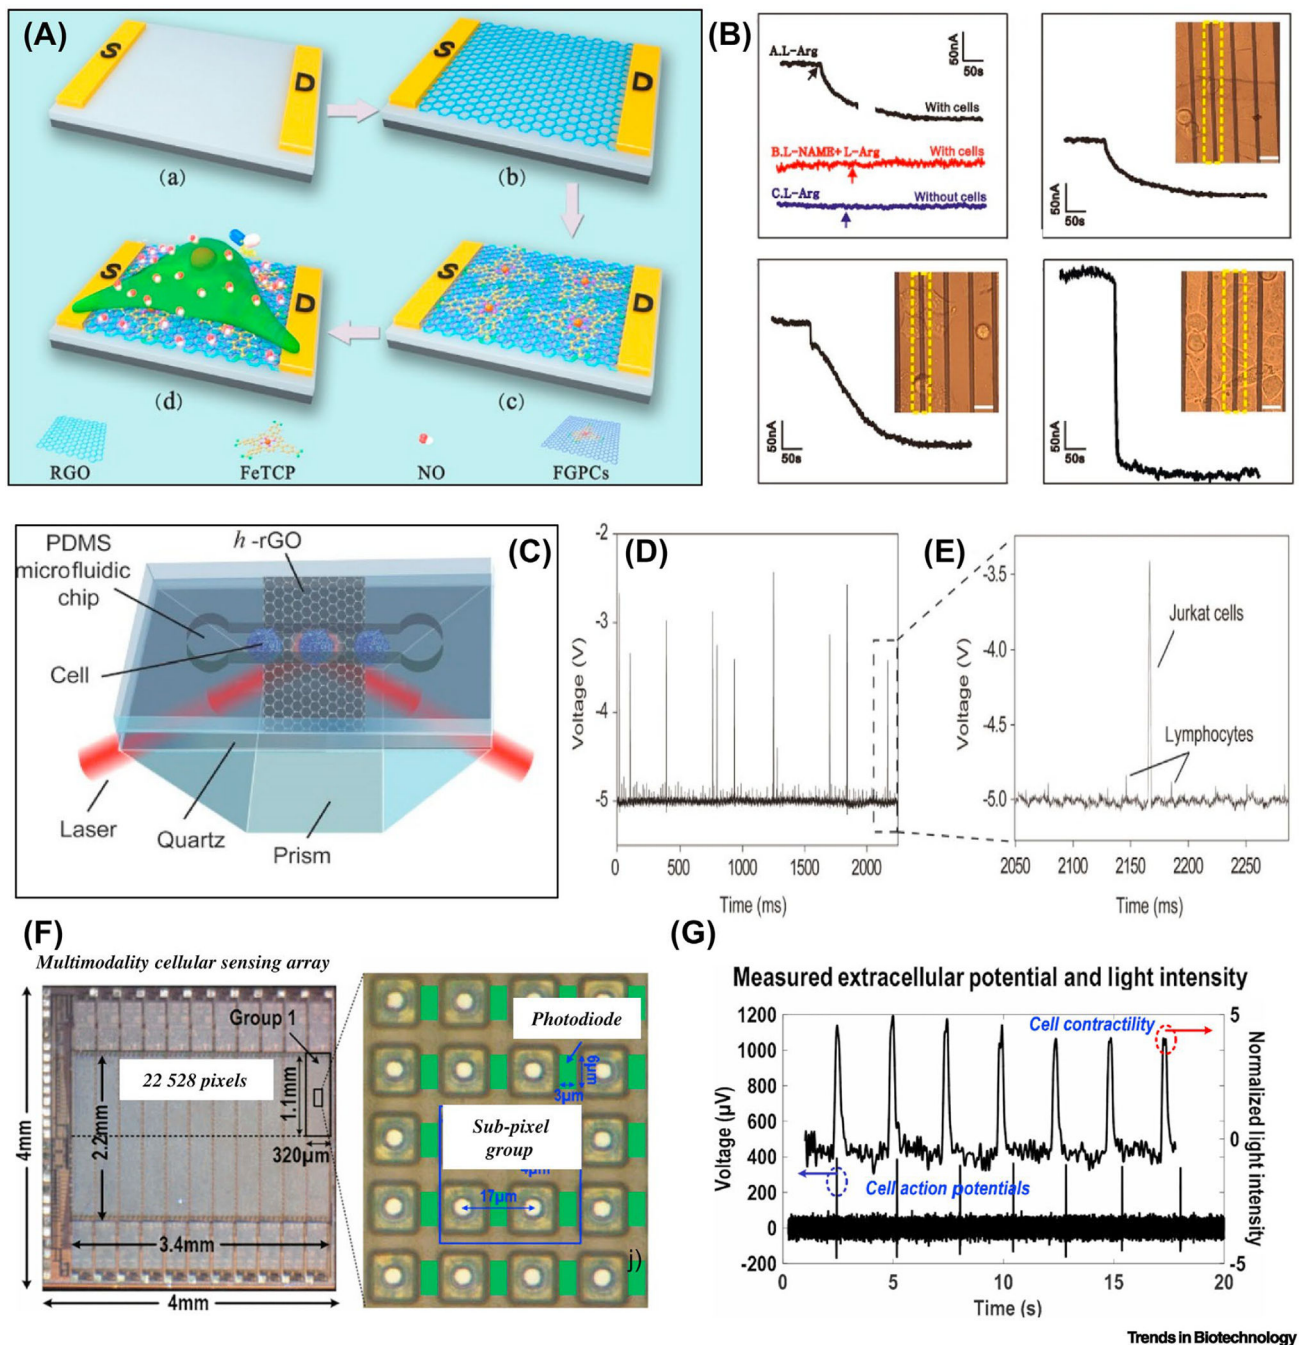 (A)
S
D
(a)
S
D
(b)
S
D
(d)
S
D
(c)
RGO
FeTCP
NO
FGPCs
(B)
A.L-Arg
50nA
50s
With cells
B.L-NAME+L-Arg
With cells
C.L-Arg
Without cells
50nA
50s
50nA
50s
50nA
50s
(C)
PDMS
microfluidic
chip
h -rGO
Cell
Laser
Quartz
Prism
(D)
Voltage (V)
-2
-3
-4
-5
0
500
1000
1500
2000
Time (ms)
(E)
Voltage (V)
-3.5
-4.0
-4.5
-5.0
Jurkat cells
Lymphocytes
2050
2100
2150
2200
2250
Time (ms)
(F)
Multimodality cellular sensing array
Group 1
22 528 pixels
1.1mm
2.2mm
320μm
3.4mm
4mm
4mm
Photodiode
6μm
3μm
Sub-pixel
group
4μm
17μm
j)
(G)
Measured extracellular potential and light intensity
Voltage (μV)
1200
1000
800
600
400
200
0
-200
Cell contractility
Cell action potentials
5
0
-5
Normalized light intensity
0
5
10
15
20
Time (s)
Trends in Biotechnology